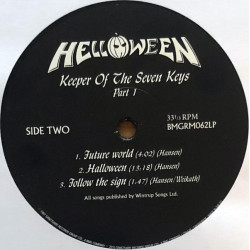 HELLOWEEN
Keeper Of The Seven Keys
Part 1
SIDE TWO
33⅓ RPM
BMGRM062LP
1. Future world (4.02) (Hansen)
2. Halloween (13.18) (Hansen)
3. Follow the sign (1.47) (Hansen/Weikath)
All songs published by Wintrup Songs Ltd.